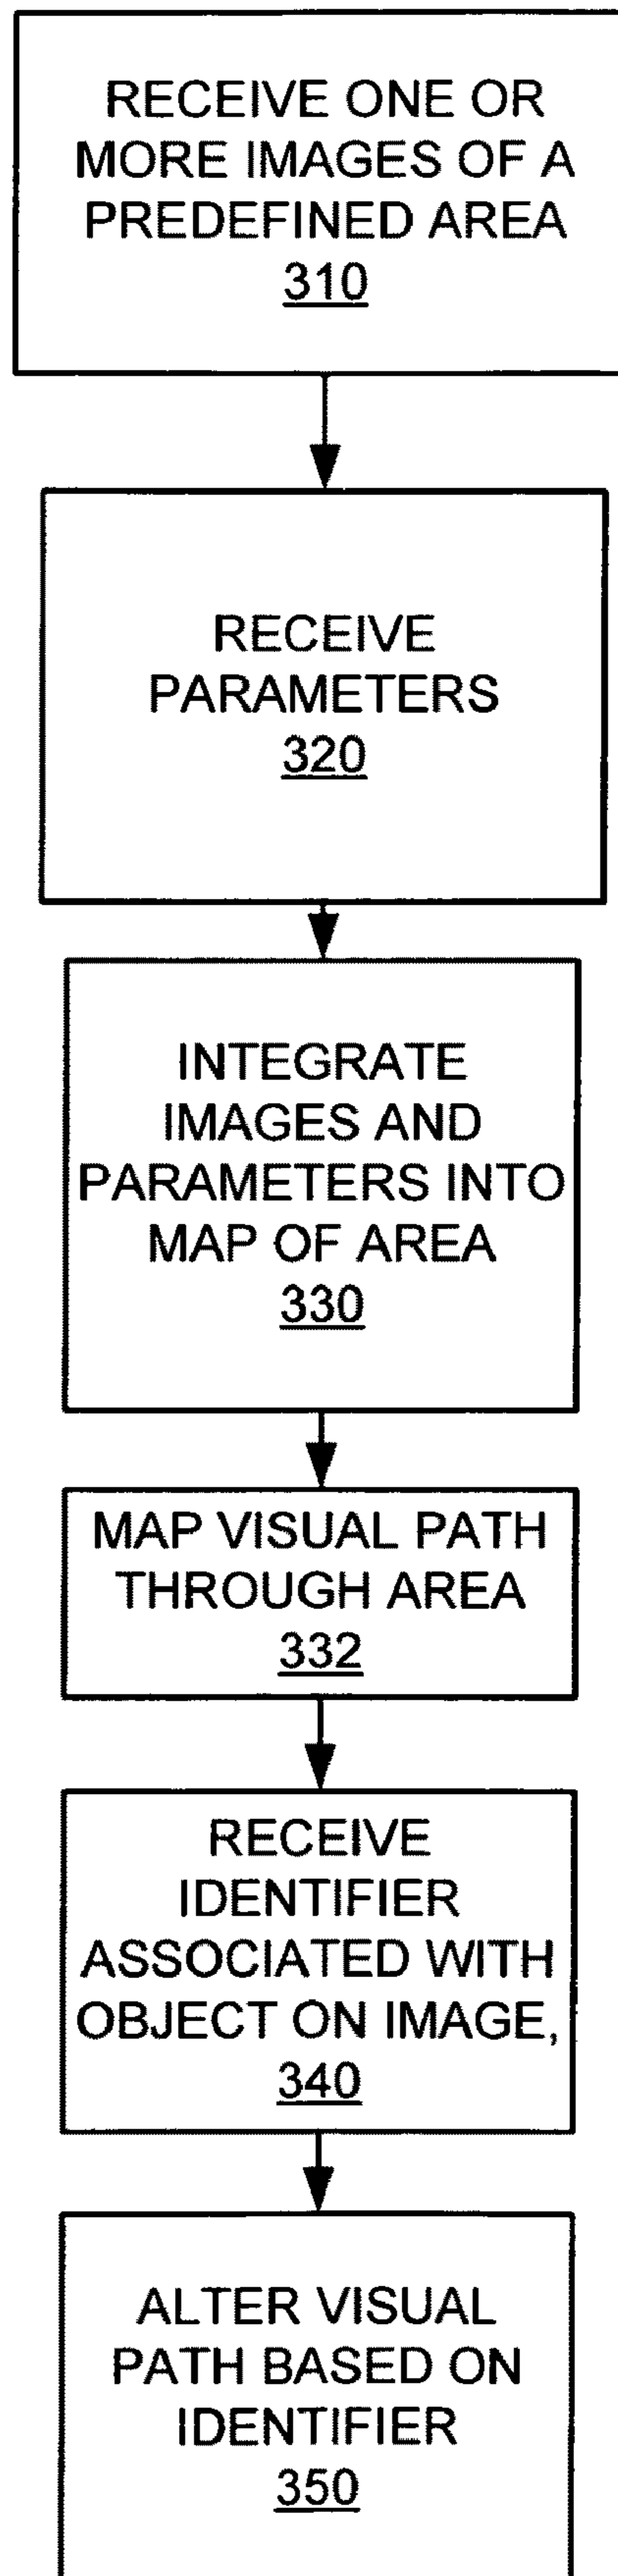 RECEIVE ONE OR
MORE IMAGES OF A
PREDEFINED AREA
310
RECEIVE
PARAMETERS
320
INTEGRATE
IMAGES AND
PARAMETERS INTO
MAP OF AREA
330
MAP VISUAL PATH
THROUGH AREA
332
RECEIVE
IDENTIFIER
ASSOCIATED WITH
OBJECT ON IMAGE,
340
ALTER VISUAL
PATH BASED ON
IDENTIFIER
350